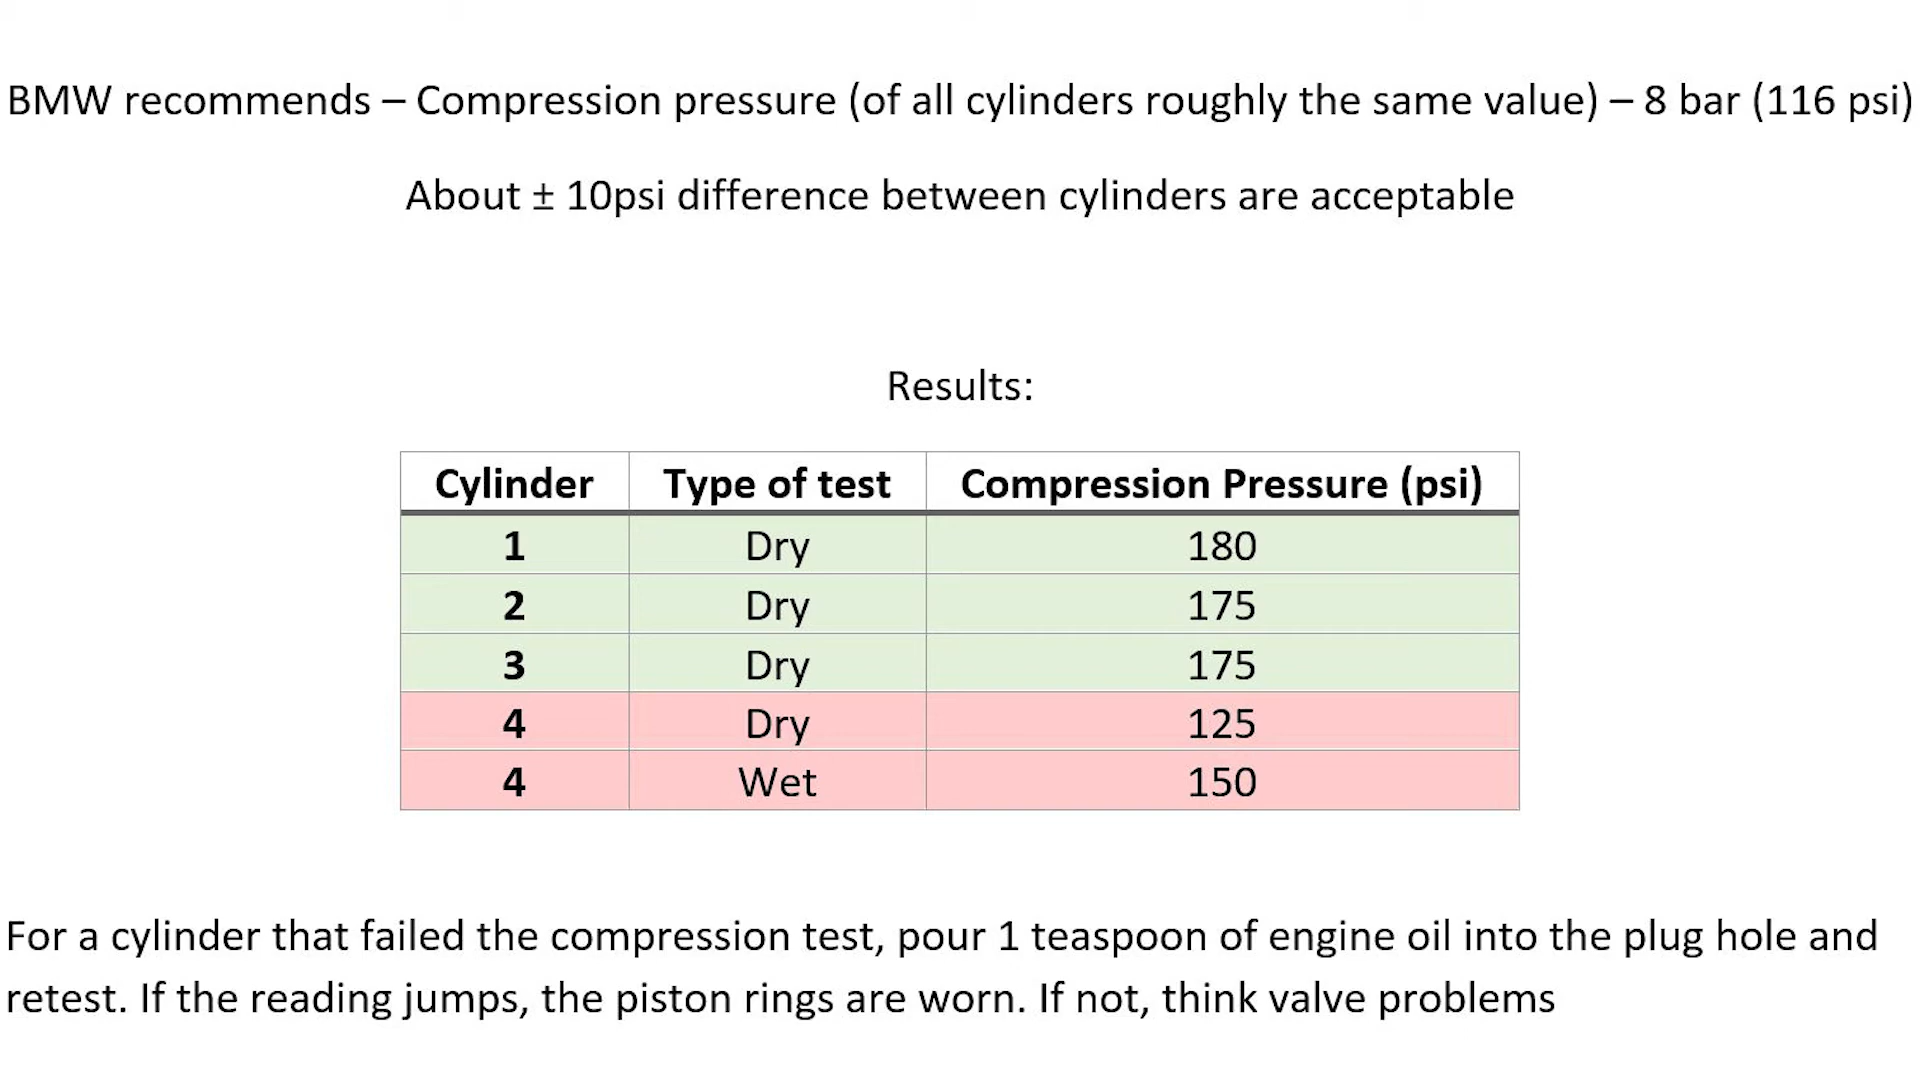 BMW recommends – Compression pressure (of all cylinders roughly the same value) – 8 bar (116 psi)
About ± 10psi difference between cylinders are acceptable
Results:
Cylinder Type of test Compression Pressure (psi)
1 Dry 180
2 Dry 175
3 Dry 175
4 Dry 125
4 Wet 150
For a cylinder that failed the compression test, pour 1 teaspoon of engine oil into the plug hole and
retest. If the reading jumps, the piston rings are worn. If not, think valve problems